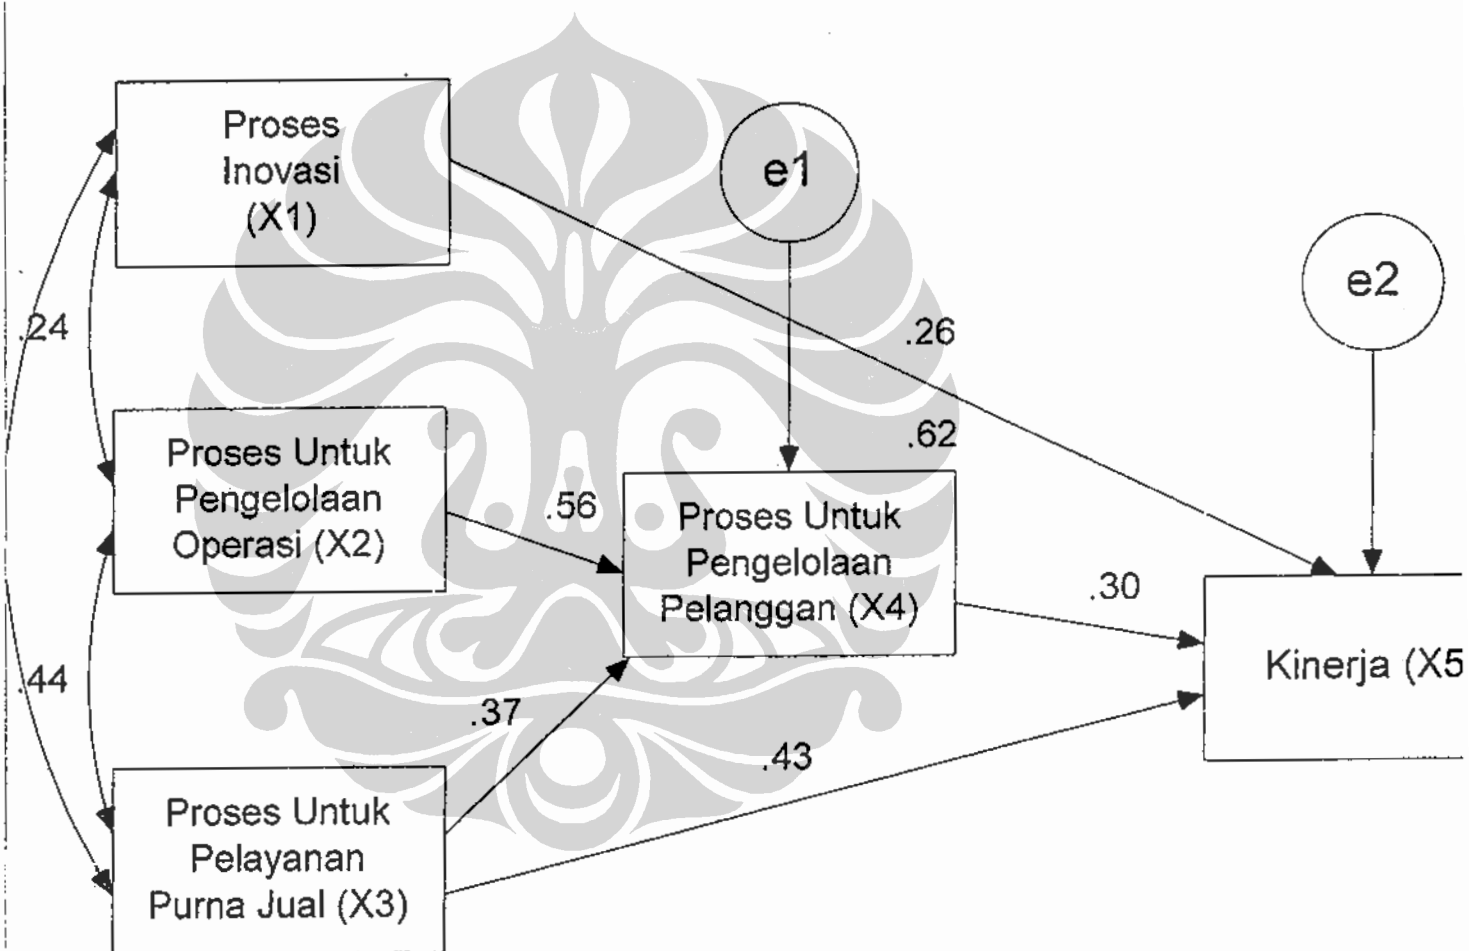 Proses
Inovasi
(X1)
e1
e2
.24
.26
.62
Proses Untuk
Pengelolaan
Operasi (X2)
.56
Proses Untuk
Pengelolaan
Pelanggan (X4)
.30
Kinerja (X5
.44
.37
.43
Proses Untuk
Pelayanan
Purna Jual (X3)